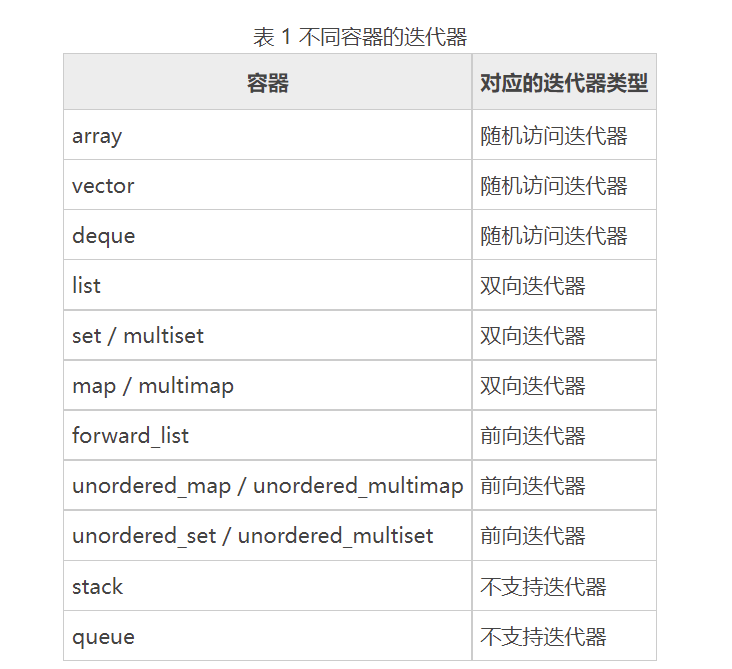 表 1 不同容器的迭代器
容器 对应的迭代器类型
array 随机访问迭代器
vector 随机访问迭代器
deque 随机访问迭代器
list 双向迭代器
set / multiset 双向迭代器
map / multimap 双向迭代器
forward_list 前向迭代器
unordered_map / unordered_multimap 前向迭代器
unordered_set / unordered_multiset 前向迭代器
stack 不支持迭代器
queue 不支持迭代器